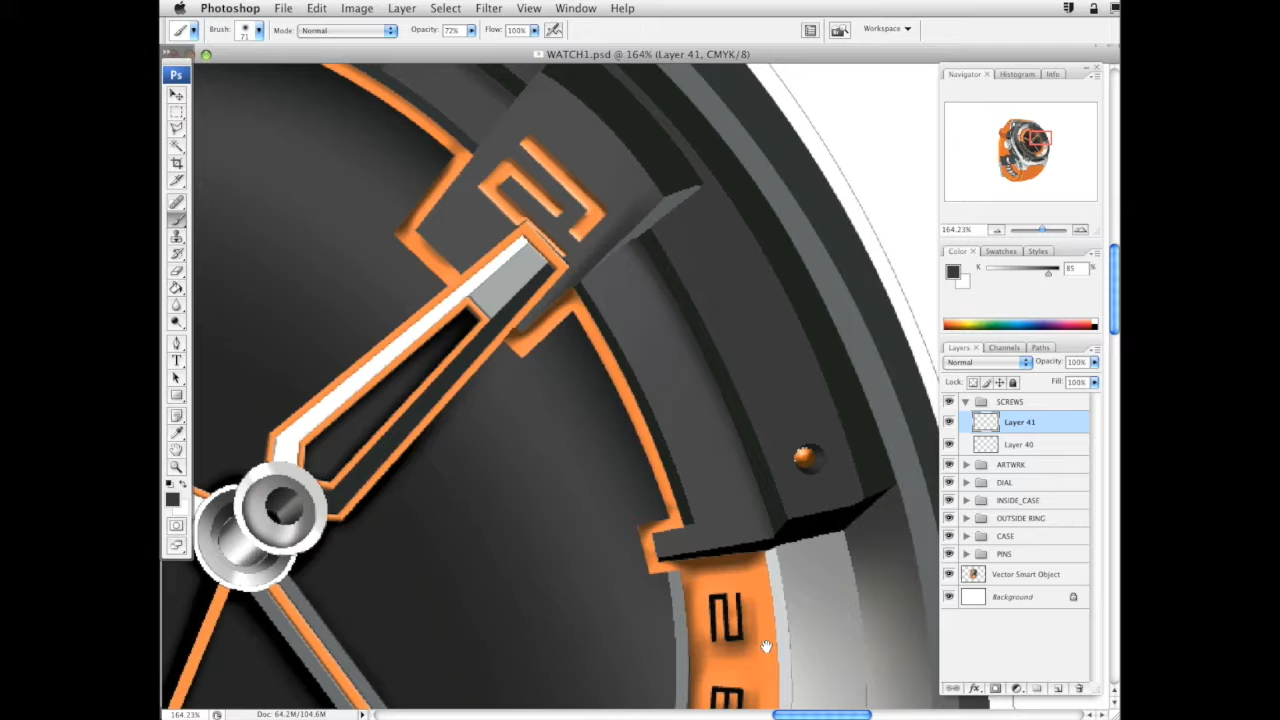 Photoshop File Edit Image Layer Select Filter View Window Help
Brush: 71 Mode: Normal Opacity: 72% Flow: 100% Workspace
WATCH1.psd @ 164% (Layer 41, CMYK/8)
Ps
Navigator Histogram Info
164.23%
Color Swatches Styles
K 85 %
Layers Channels Paths
Normal Opacity: 100%
Lock: Fill: 100%
SCREWS
Layer 41
Layer 40
ARTWRK
DIAL
INSIDE_CASE
OUTSIDE RING
CASE
PINS
Vector Smart Object
Background
2
164.23% Doc: 64.2M/104.6M